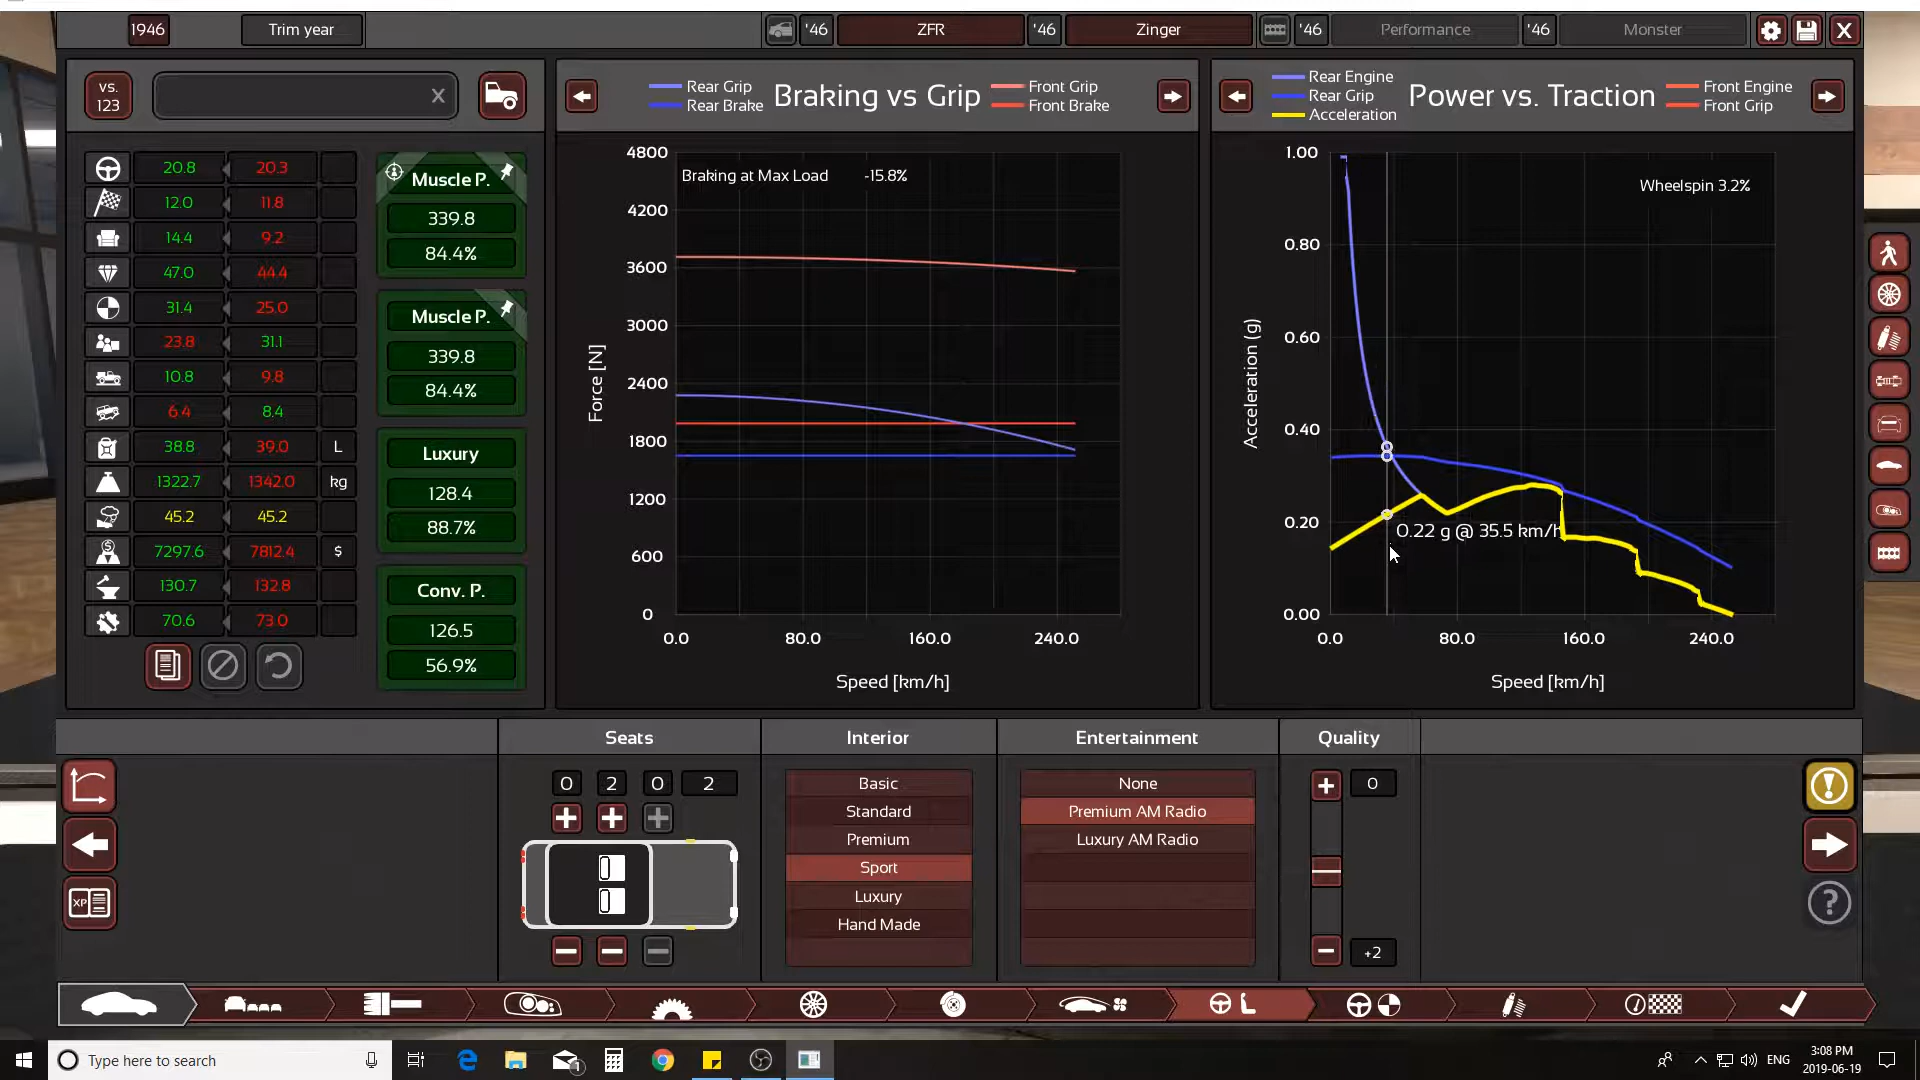 1946
Trim year
'46
ZFR
'46
Zinger
'46
Performance
'46
Monster
X
vs.
123
X
Rear Grip
Rear Brake
Braking vs Grip
Front Grip
Front Brake
Rear Engine
Rear Grip
Acceleration
Power vs. Traction
Front Engine
Front Grip
20.8 20.3
12.0 11.8
14.4 9.2
47.0 44.4
31.4 25.0
23.8 31.1
10.8 9.8
6.4 8.4
38.8 39.0 L
1322.7 1342.0 kg
45.2 45.2
7297.6 7812.4 $
130.7 132.8
70.6 73.0
Muscle P.
339.8
84.4%
Muscle P.
339.8
84.4%
Luxury
128.4
88.7%
Conv. P.
126.5
56.9%
4800
4200
3600
3000
2400
1800
1200
600
0
Force [N]
Braking at Max Load -15.8%
0.0 80.0 160.0 240.0
Speed [km/h]
1.00
0.80
0.60
0.40
0.20
0.00
Acceleration (g)
Wheelspin 3.2%
0.22 g @ 35.5 km/h
0.0 80.0 160.0 240.0
Speed [km/h]
Seats
0 2 0 2
Interior
Basic
Standard
Premium
Sport
Luxury
Hand Made
Entertainment
None
Premium AM Radio
Luxury AM Radio
Quality
0
+2
XP
?
Type here to search
1
ENG
3:08 PM
2019-06-19